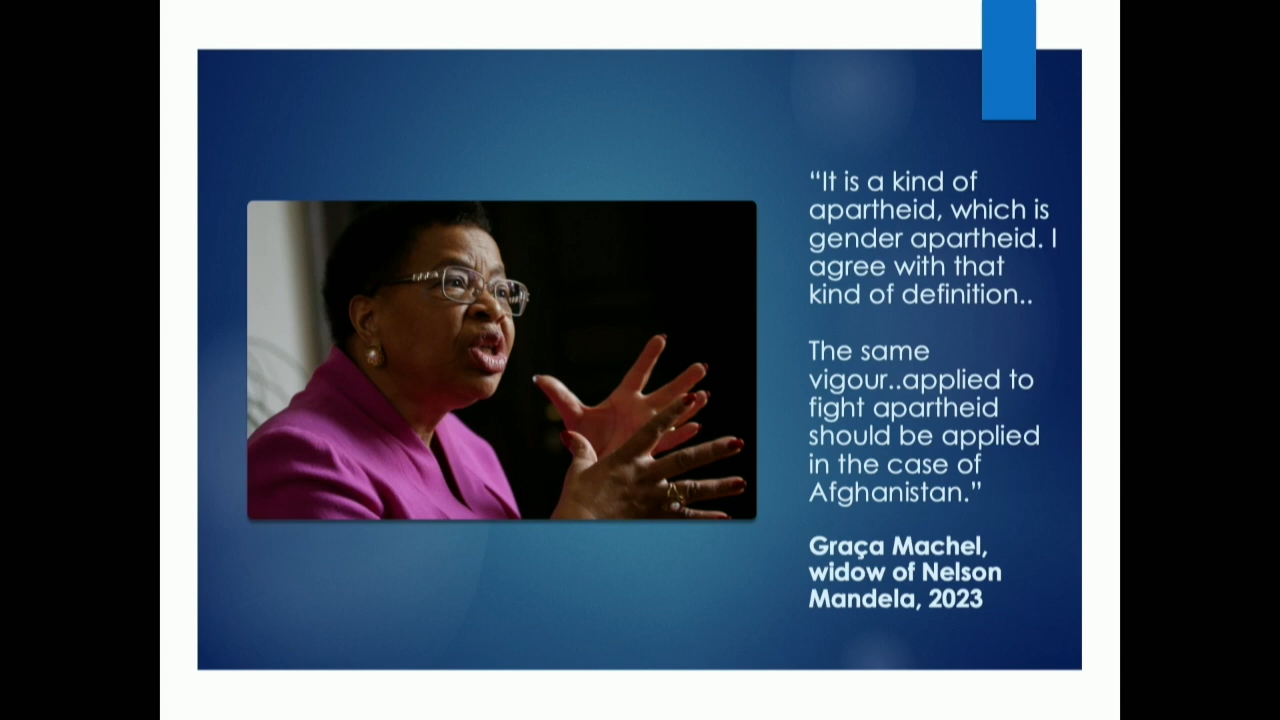 “It is a kind of
apartheid, which is
gender apartheid. I
agree with that
kind of definition..
The same
vigour..applied to
fight apartheid
should be applied
in the case of
Afghanistan.”
Graça Machel,
widow of Nelson
Mandela, 2023